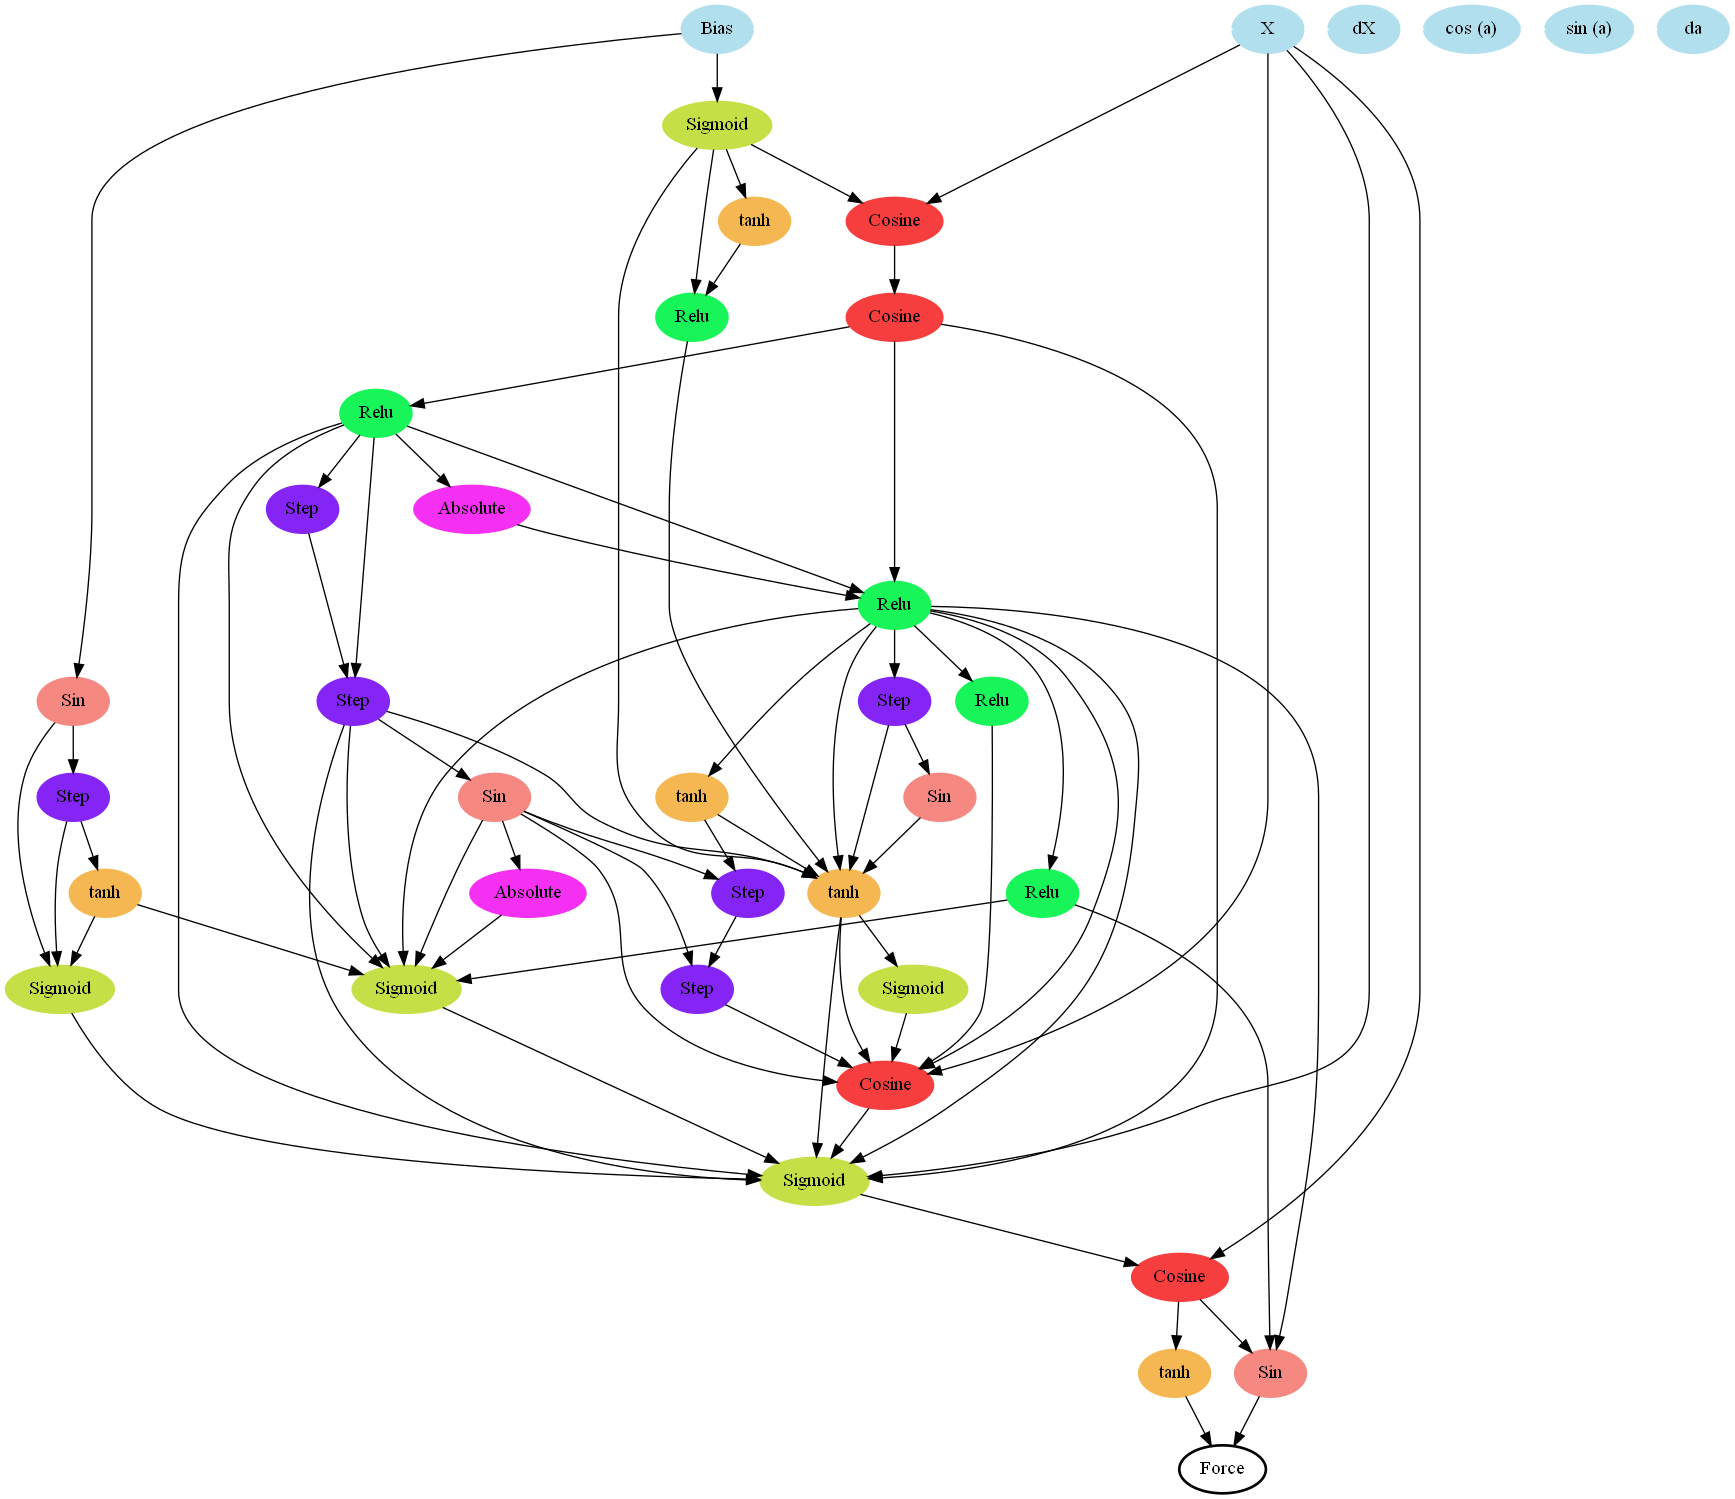 Bias
X
dX
cos (a)
sin (a)
da
Sigmoid
tanh
Cosine
Relu
Cosine
Relu
Step
Absolute
Relu
Sin
Step
Step
Relu
Step
Sin
tanh
Sin
tanh
Absolute
Step
tanh
Relu
Sigmoid
Sigmoid
Step
Sigmoid
Cosine
Sigmoid
Cosine
tanh
Sin
Force